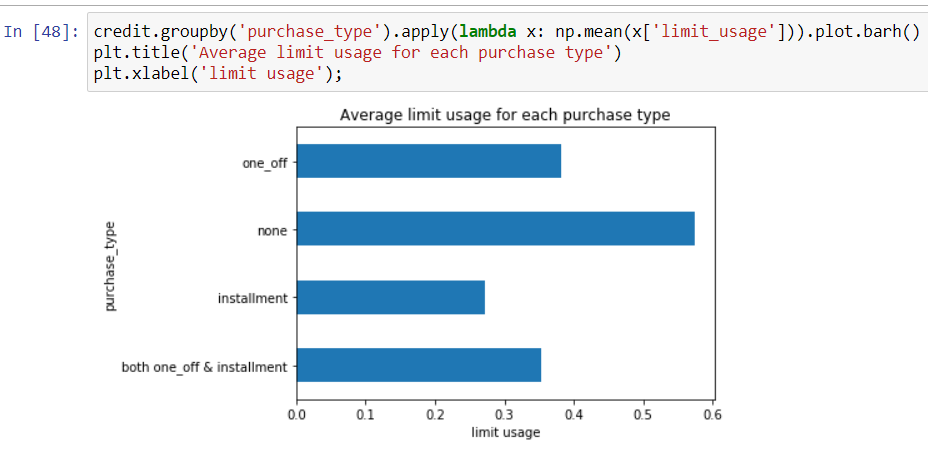 In [48]: credit.groupby('purchase_type').apply(lambda x: np.mean(x['limit_usage'])).plot.barh()
plt.title('Average limit usage for each purchase type')
plt.xlabel('limit usage');
Average limit usage for each purchase type
purchase_type
one_off
none
installment
both one_off & installment
0.0 0.1 0.2 0.3 0.4 0.5 0.6
limit usage